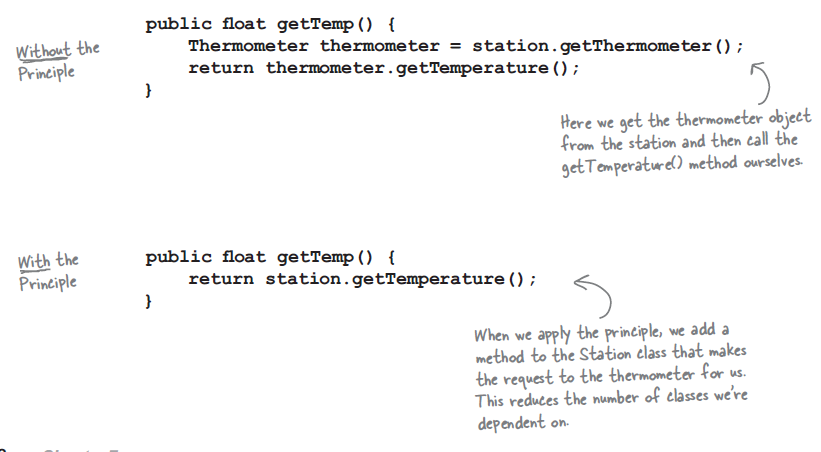 public float getTemp() {
Without the
Principle
Thermometer thermometer = station.getThermometer();
return thermometer.getTemperature();
}
Here we get the thermometer object
from the station and then call the
getTemperature() method ourselves.
With the
Principle
public float getTemp() {
return station.getTemperature();
}
When we apply the principle, we add a
method to the Station class that makes
the request to the thermometer for us.
This reduces the number of classes we're
dependent on.